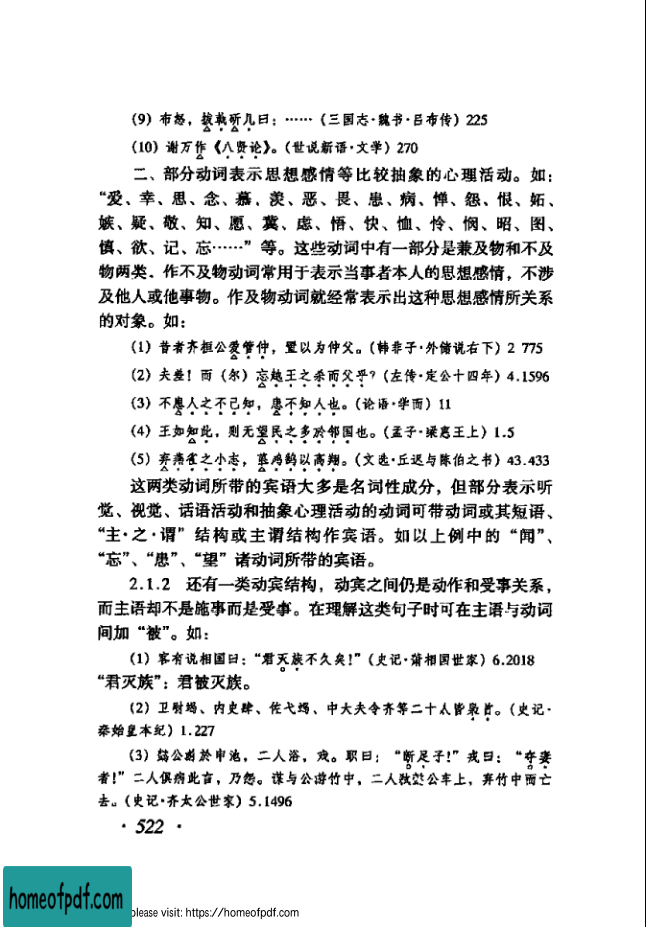 (9) 布怒，拔戟斫几曰：……（三国志·魏书·吕布传）225
(10) 谢万作《八贤论》。（世说新语·文学）270
二、部分动词表示思想感情等比较抽象的心理活动。如：
“爱、幸、思、念、慕，羡、恶、畏、患、病、惮、怨、恨、妬、
嫉、疑、敬、知、愿、冀、虑、悟、快、恤、怜、悯、昭、图、
慎、欲、记、忘……”等。这些动词中有一部分是兼及物和不及
物两类。作不及物动词常用于表示当事者本人的思想感情，不涉
及他人或他事物。作及物动词就经常表示出这种思想感情所关系
的对象。如：
(1) 昔者齐桓公爱管仲，置以为仲父。（韩非子·外储说右下）2 775
(2) 夫差！而（尔）忘越王之杀而父乎？（左传·定公十四年）4.1596
(3) 不患人之不己知，患不知人也。（论语·学而）11
(4) 王如知此，则无望民之多於邻国也。（孟子·梁惠王上）1.5
(5) 弃燕雀之小志，慕鸿鹄以高翔。（文选·丘迟与陈伯之书）43.433
这两类动词所带的宾语大多是名词性成分，但部分表示听
觉、视觉、话语活动和抽象心理活动的动词可带动词或其短语、
“主·之·谓”结构或主谓结构作宾语。如以上例中的“闻”、
“忘”、“患”、“望”诸动词所带的宾语。
2.1.2 还有一类动宾结构，动宾之间仍是动作和受事关系，
而主语却不是施事而是受事。在理解这类句子时可在主语与动词
间加“被”。如：
(1) 客有说相国曰：“君灭族不久矣！”（史记·萧相国世家）6.2018
“君灭族”：君被灭族。
(2) 卫尉竭、内史肆、佐弋竭、中大夫令齐等二十人皆枭首。（史记·
秦始皇本纪）1.227
(3) 懿公游於申池，二人浴，戏。职曰：“断足子！”戎曰：“夺妻
者！”二人俱病此言，乃怨。谋与公游竹中，二人弑懿公车上，弃竹中而亡
去。（史记·齐太公世家）5.1496
· 522 ·
homeofpdf.com
please visit: https://homeofpdf.com